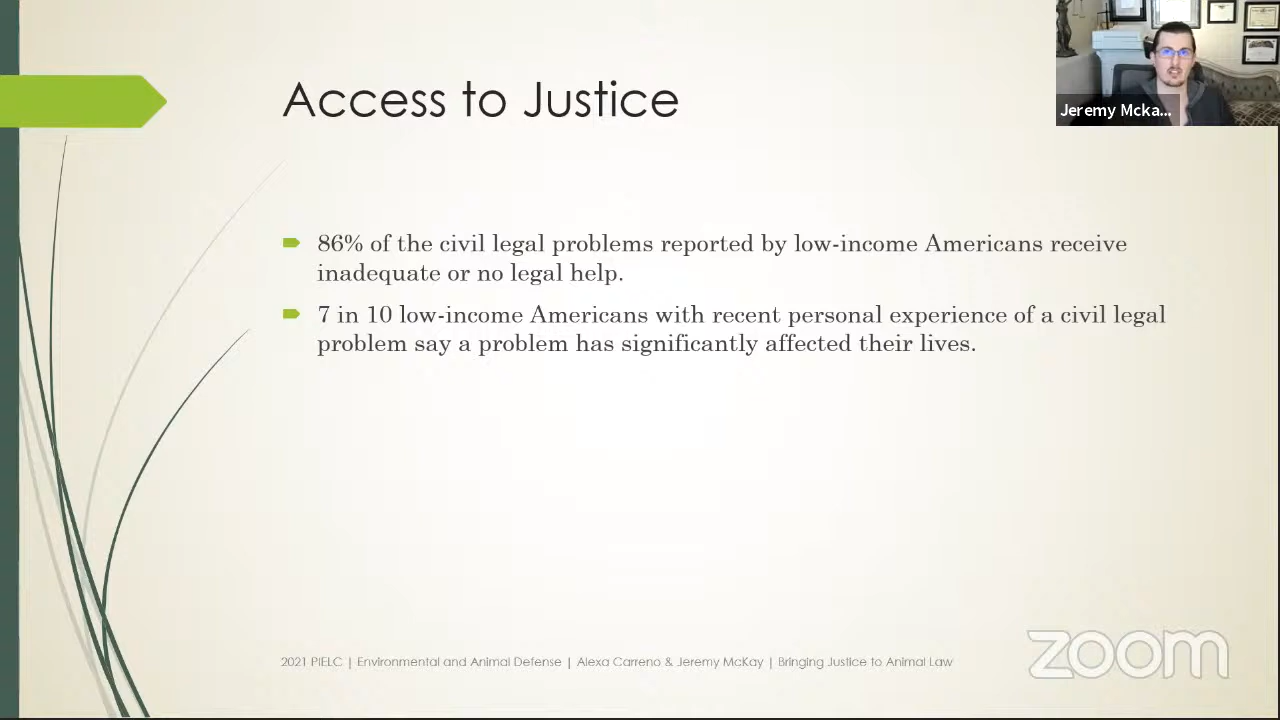 Access to Justice
Jeremy Mcka...
86% of the civil legal problems reported by low-income Americans receive
inadequate or no legal help.
7 in 10 low-income Americans with recent personal experience of a civil legal
problem say a problem has significantly affected their lives.
2021 PIELC | Environmental and Animal Defense | Alexa Carreno & Jeremy McKay | Bringing Justice to Animal Law
zoom